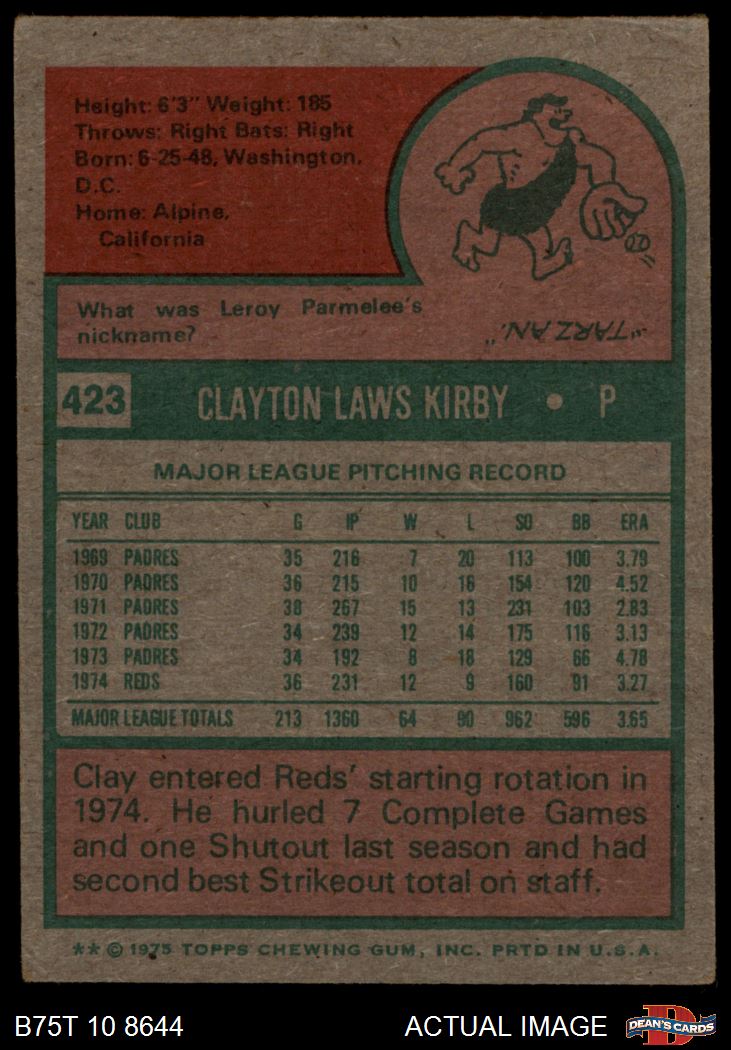 Height: 6'3" Weight: 185
Throws: Right Bats: Right
Born: 6-25-48, Washington,
D.C.
Home: Alpine,
California
What was Leroy Parmelee's
nickname?
"TARZAN."
423 CLAYTON LAWS KIRBY • P
MAJOR LEAGUE PITCHING RECORD
YEAR CLUB G IP W L SO BB ERA
1969 PADRES 35 216 7 20 113 100 3.79
1970 PADRES 36 215 10 16 154 120 4.52
1971 PADRES 38 267 15 13 231 103 2.83
1972 PADRES 34 239 12 14 175 116 3.13
1973 PADRES 34 192 8 18 129 66 4.78
1974 REDS 36 231 12 9 160 91 3.27
MAJOR LEAGUE TOTALS 213 1360 64 90 962 596 3.65
Clay entered Reds' starting rotation in
1974. He hurled 7 Complete Games
and one Shutout last season and had
second best Strikeout total on staff.
** © 1975 TOPPS CHEWING GUM, INC. PRTD IN U.S.A.
B75T 10 8644 ACTUAL IMAGE D DEAN'S CARDS